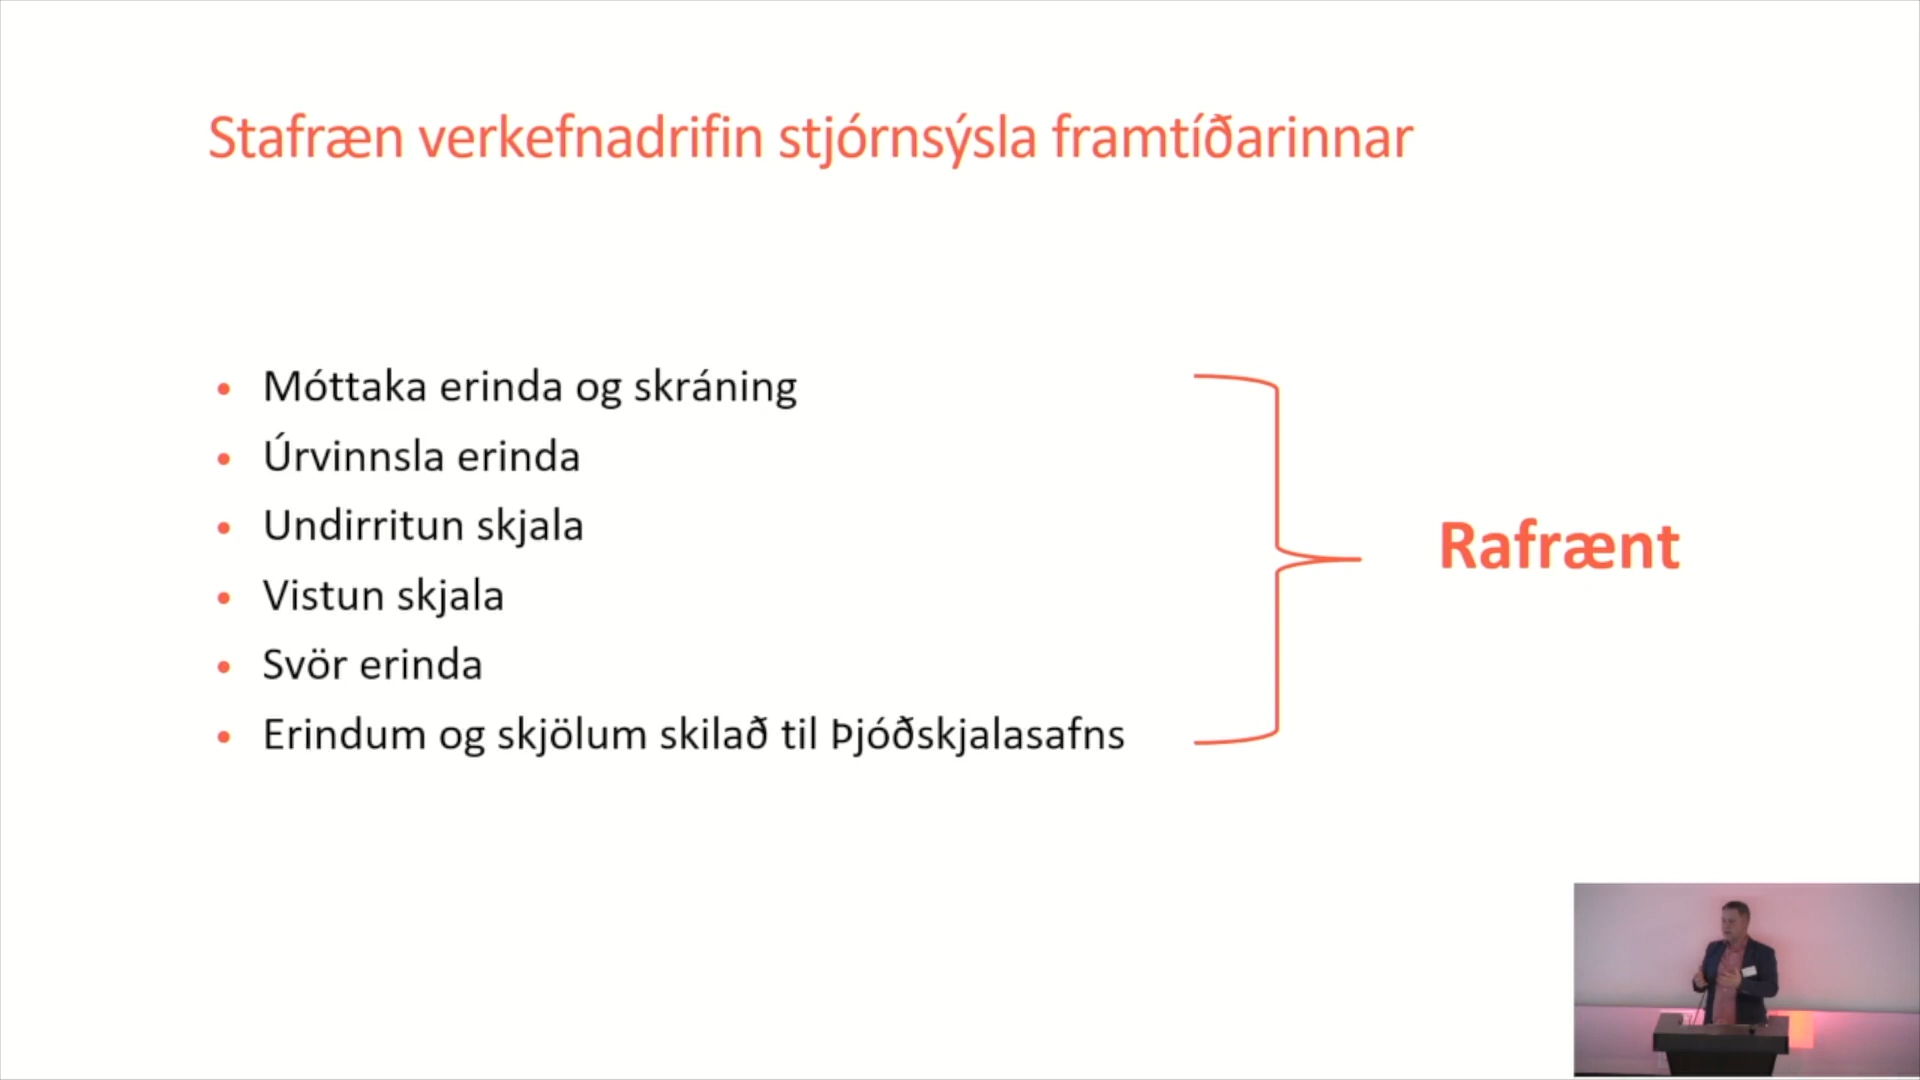 Stafræn verkefnadrifin stjórnsýsla framtíðarinnar
• Móttaka erinda og skráning
• Úrvinnsla erinda
• Undirritun skjala
• Vistun skjala
• Svör erinda
• Erindum og skjölum skilað til Þjóðskjalasafns
Rafrænt